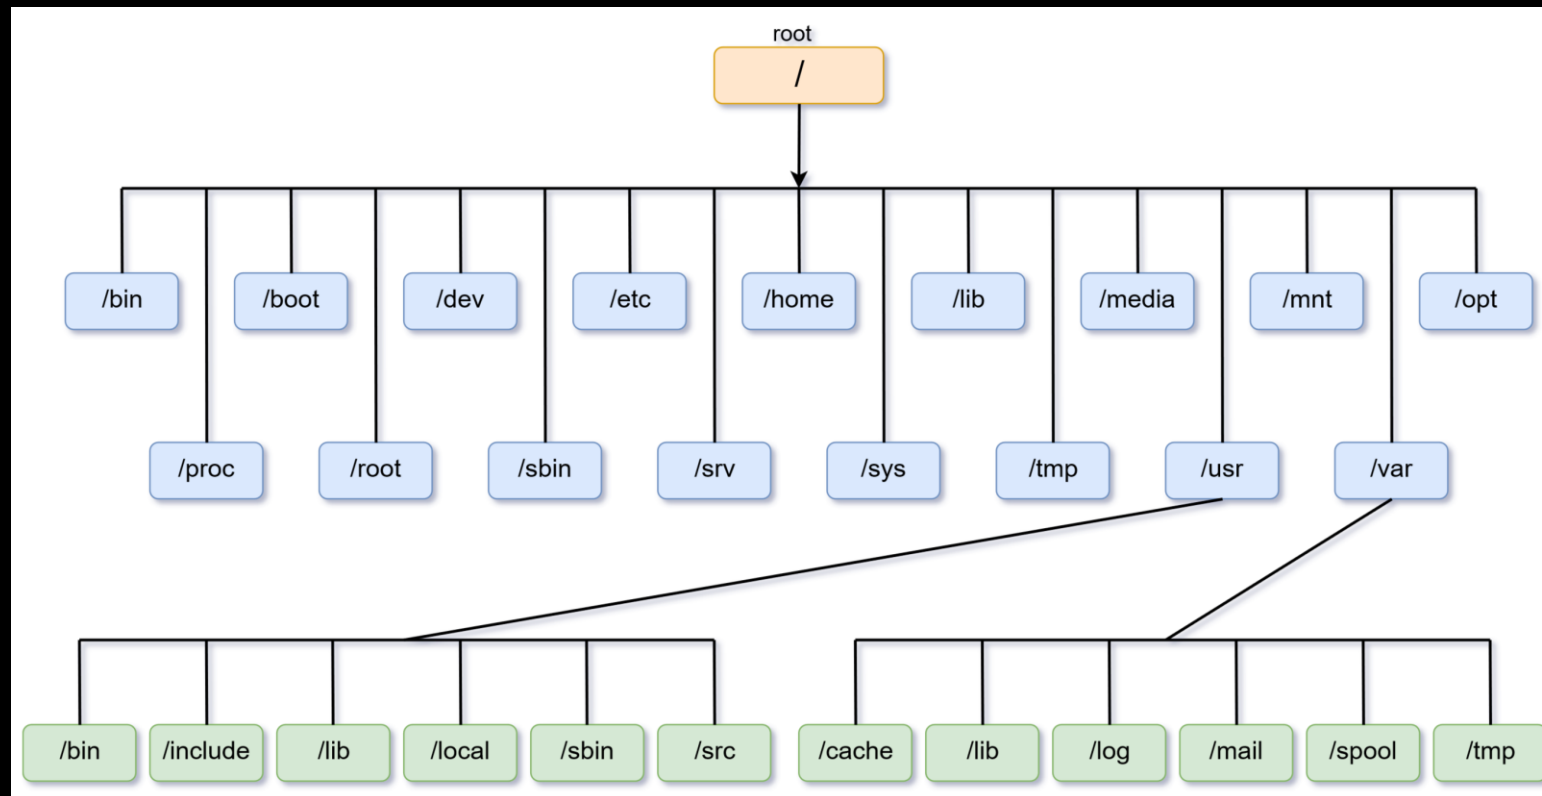 root
/
/bin
/boot
/dev
/etc
/home
/lib
/media
/mnt
/opt
/proc
/root
/sbin
/srv
/sys
/tmp
/usr
/var
/bin
/include
/lib
/local
/sbin
/src
/cache
/lib
/log
/mail
/spool
/tmp